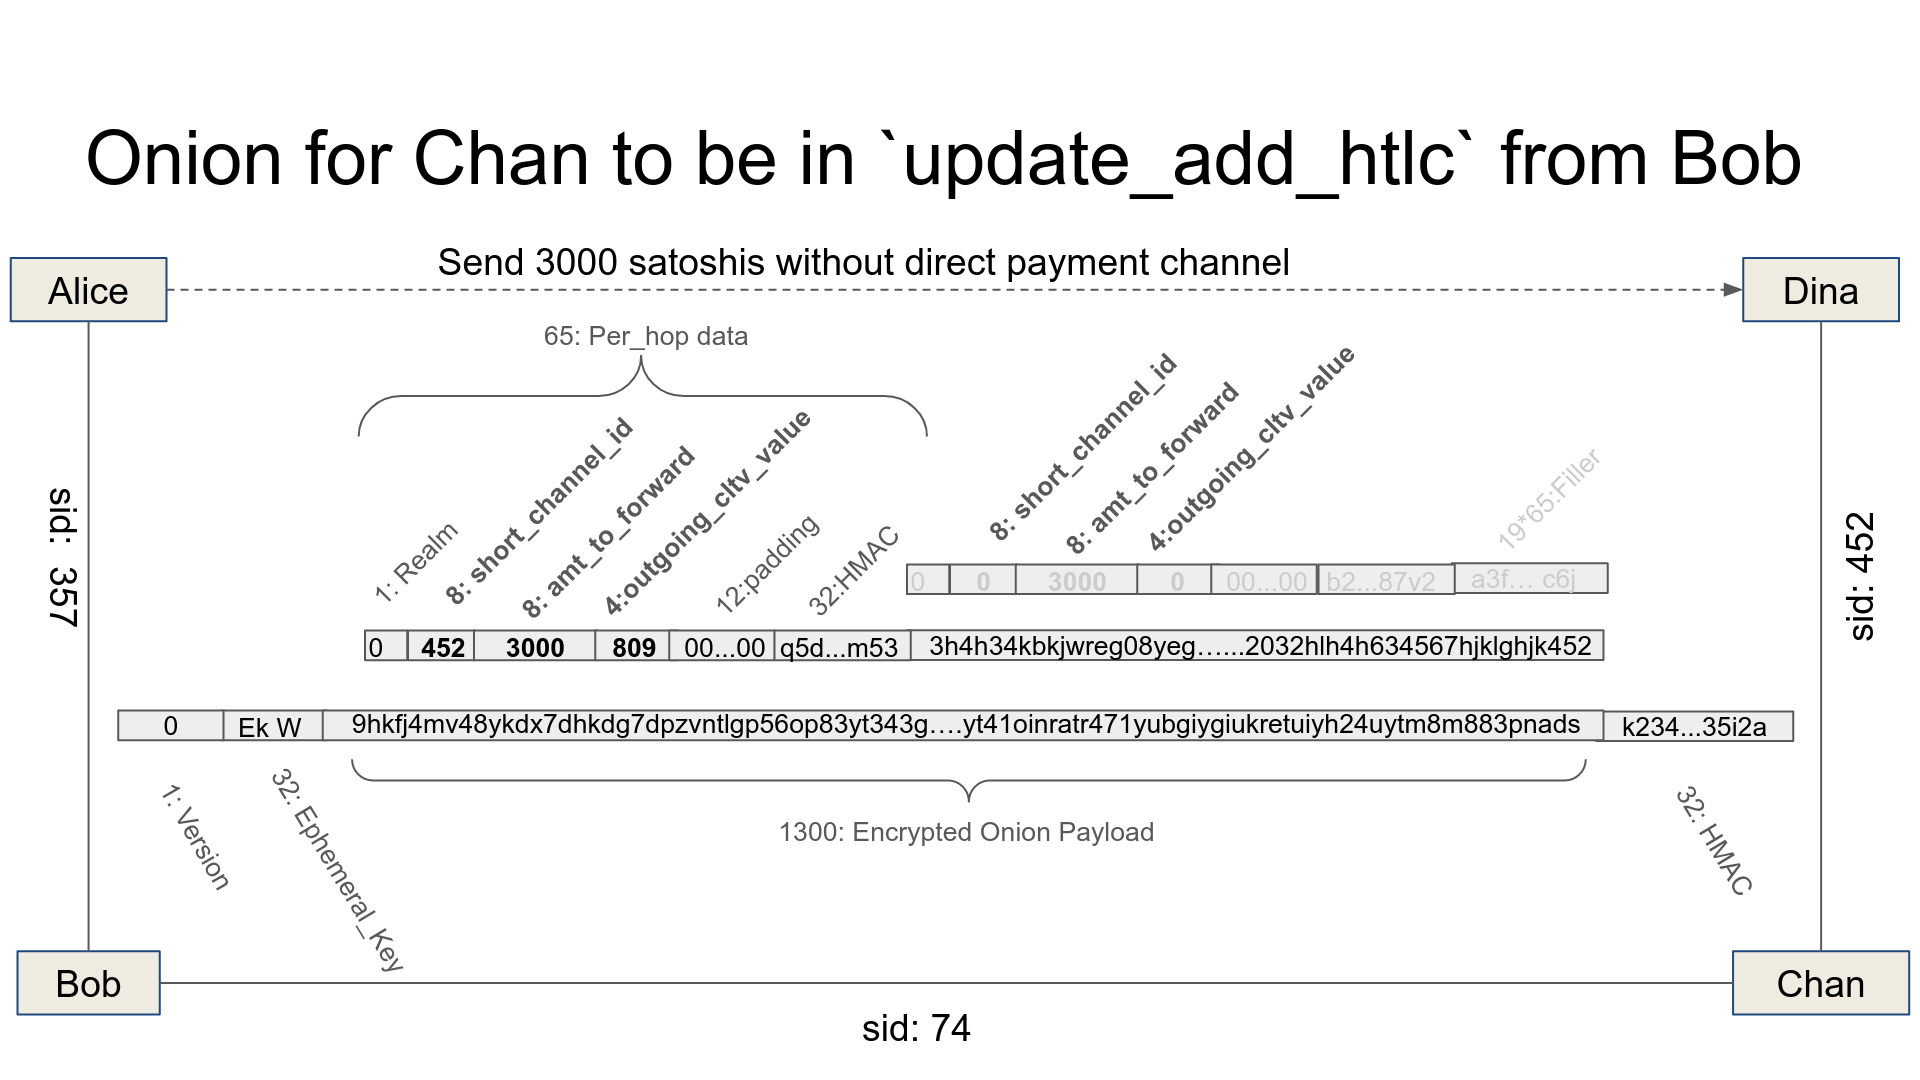 Onion for Chan to be in `update_add_htlc` from Bob
Send 3000 satoshis without direct payment channel
Alice
Dina
65: Per_hop data
1: Realm
8: short_channel_id
8: amt_to_forward
4:outgoing_cltv_value
12:padding
32:HMAC
8: short_channel_id
8: amt_to_forward
4:outgoing_cltv_value
19*65:Filler
sid: 357
sid: 452
0 0 3000 0 00...00 b2...87v2 a3f... c6j
0 452 3000 809 00...00 q5d...m53 3h4h34kbkjwreg08yeg…...2032hlh4h634567hjklghjk452
0 Ek W 9hkfj4mv48ykdx7dhkdg7dpzvntlgp56op83yt343g….yt41oinratr471yubgiygiukretuiyh24uytm8m883pnads k234...35i2a
1: Version
32: Ephemeral_Key
1300: Encrypted Onion Payload
32: HMAC
Bob
Chan
sid: 74